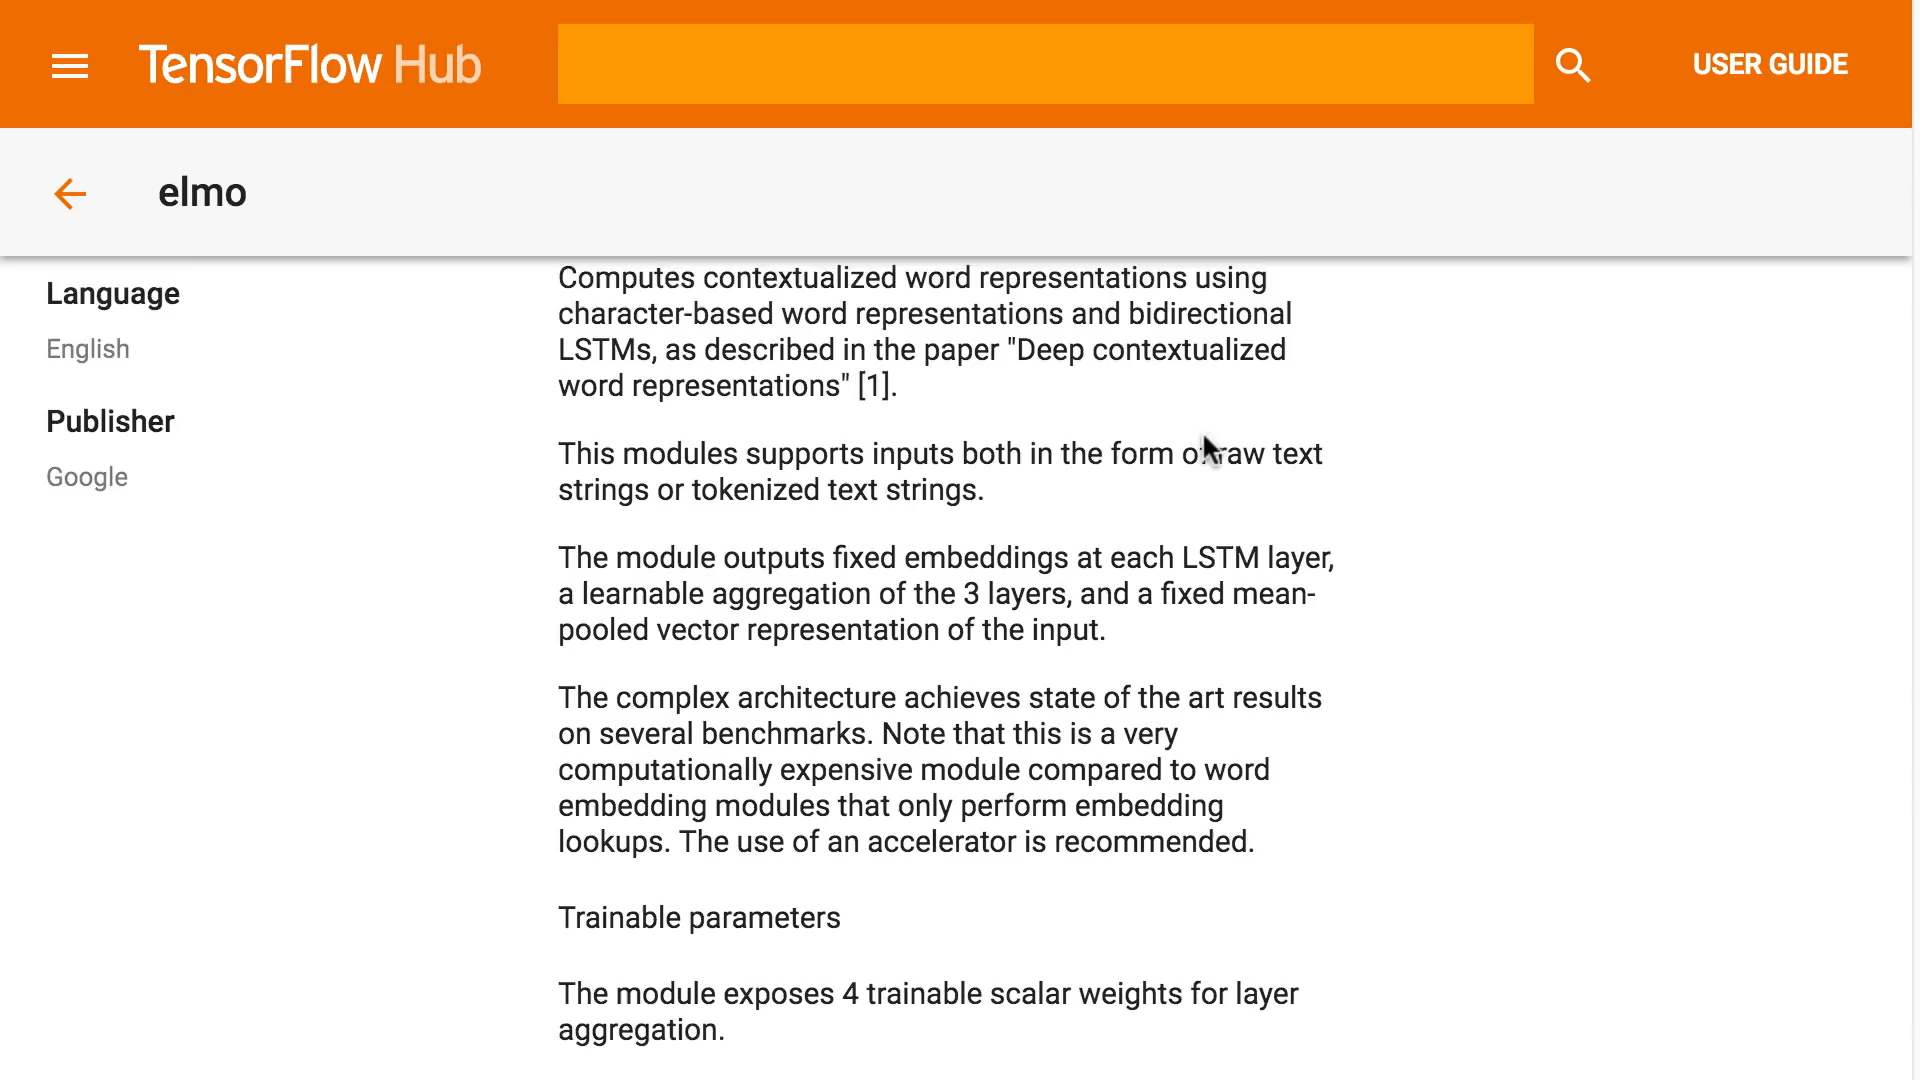 TensorFlow Hub
USER GUIDE
elmo
Language
English
Publisher
Google
Computes contextualized word representations using
character-based word representations and bidirectional
LSTMs, as described in the paper "Deep contextualized
word representations" [1].
This modules supports inputs both in the form of raw text
strings or tokenized text strings.
The module outputs fixed embeddings at each LSTM layer,
a learnable aggregation of the 3 layers, and a fixed mean-
pooled vector representation of the input.
The complex architecture achieves state of the art results
on several benchmarks. Note that this is a very
computationally expensive module compared to word
embedding modules that only perform embedding
lookups. The use of an accelerator is recommended.
Trainable parameters
The module exposes 4 trainable scalar weights for layer
aggregation.